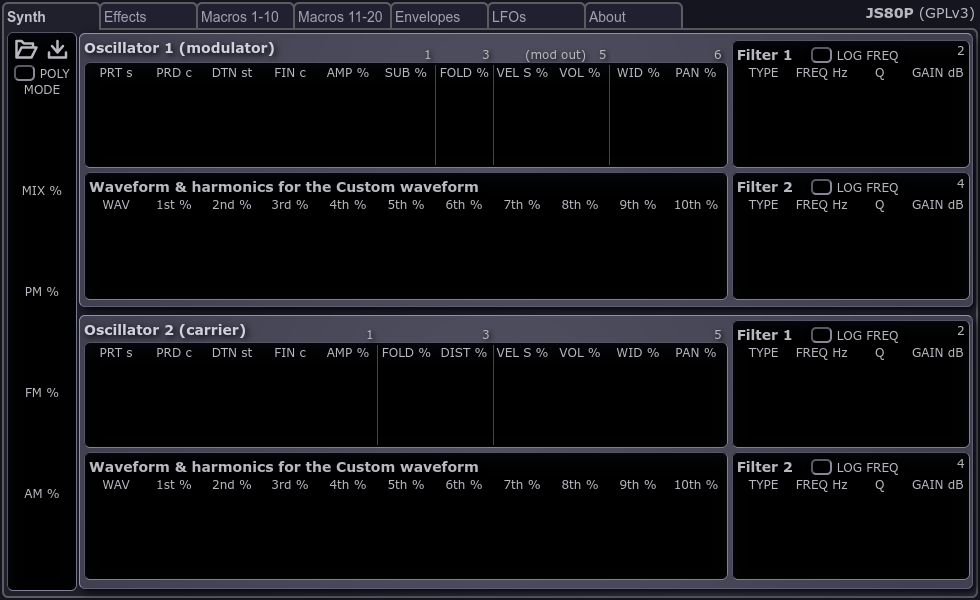 Synth Effects Macros 1-10 Macros 11-20 Envelopes LFOs About JS80P (GPLv3)
POLY
MODE
MIX %
PM %
FM %
AM %
Oscillator 1 (modulator) 1 3 (mod out) 5 6
PRT s PRD c DTN st FIN c AMP % SUB % FOLD % VEL S % VOL % WID % PAN %
Filter 1 LOG FREQ 2
TYPE FREQ Hz Q GAIN dB
Waveform & harmonics for the Custom waveform
WAV 1st % 2nd % 3rd % 4th % 5th % 6th % 7th % 8th % 9th % 10th %
Filter 2 LOG FREQ 4
TYPE FREQ Hz Q GAIN dB
Oscillator 2 (carrier) 1 3 5
PRT s PRD c DTN st FIN c AMP % FOLD % DIST % VEL S % VOL % WID % PAN %
Filter 1 LOG FREQ 2
TYPE FREQ Hz Q GAIN dB
Waveform & harmonics for the Custom waveform
WAV 1st % 2nd % 3rd % 4th % 5th % 6th % 7th % 8th % 9th % 10th %
Filter 2 LOG FREQ 4
TYPE FREQ Hz Q GAIN dB